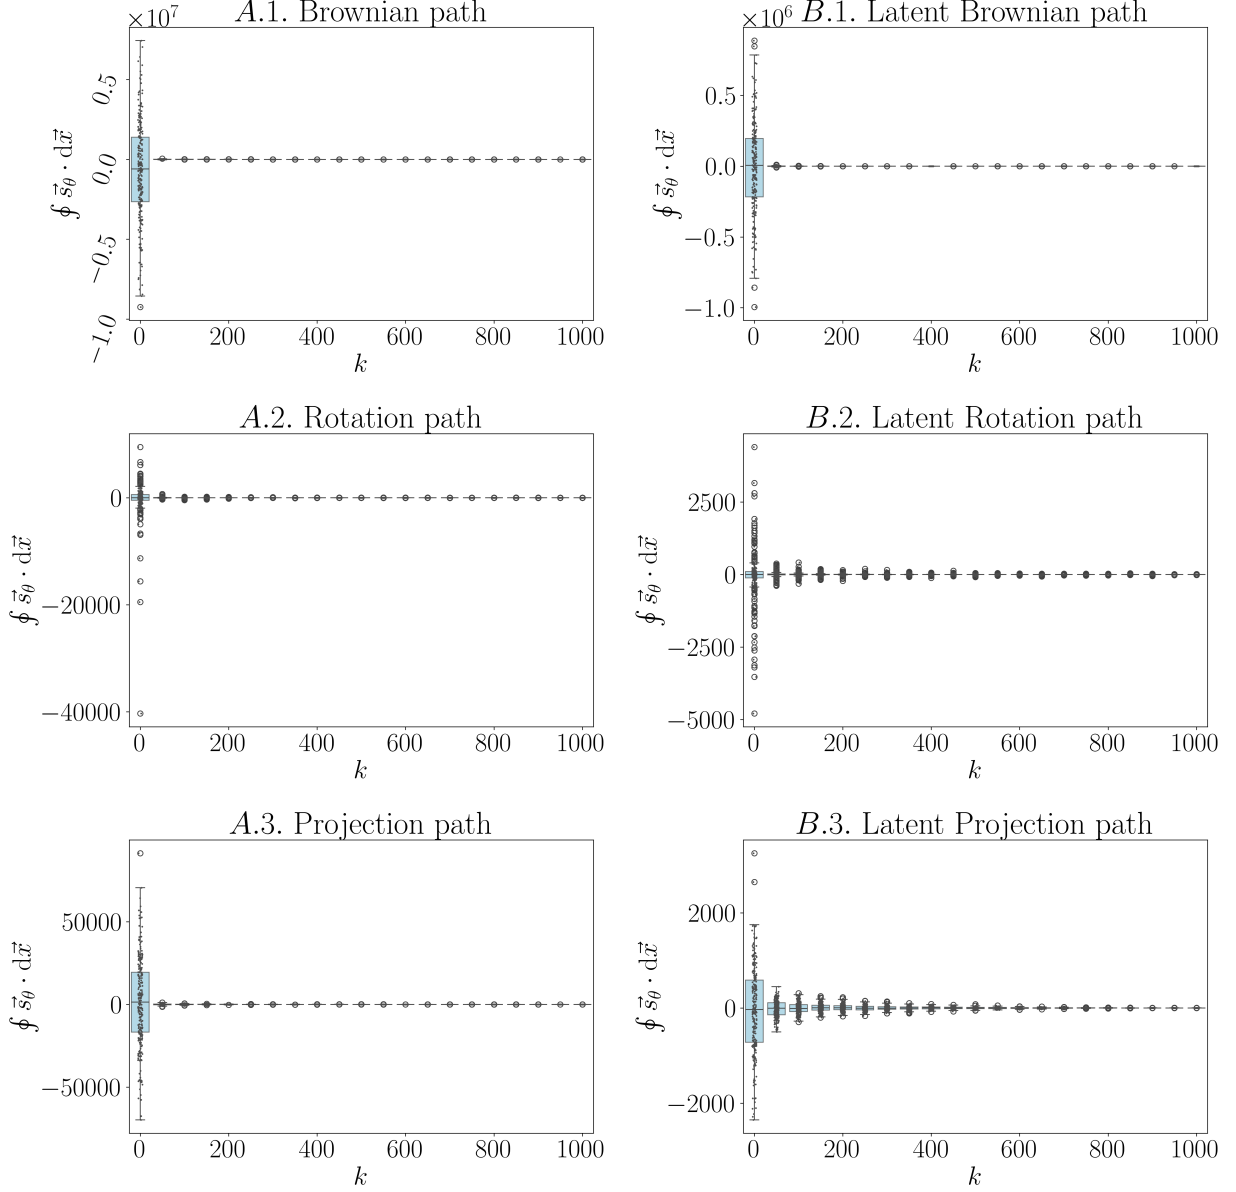 A.1. Brownian path
×10⁷
0.5
0.0
−0.5
−1.0
∮ s⃗_θ · dx⃗
0 200 400 600 800 1000
k
B.1. Latent Brownian path
×10⁶
0.5
0.0
−0.5
−1.0
∮ s⃗_θ · dx⃗
0 200 400 600 800 1000
k
A.2. Rotation path
0
−20000
−40000
∮ s⃗_θ · dx⃗
0 200 400 600 800 1000
k
B.2. Latent Rotation path
2500
0
−2500
−5000
∮ s⃗_θ · dx⃗
0 200 400 600 800 1000
k
A.3. Projection path
50000
0
−50000
∮ s⃗_θ · dx⃗
0 200 400 600 800 1000
k
B.3. Latent Projection path
2000
0
−2000
∮ s⃗_θ · dx⃗
0 200 400 600 800 1000
k